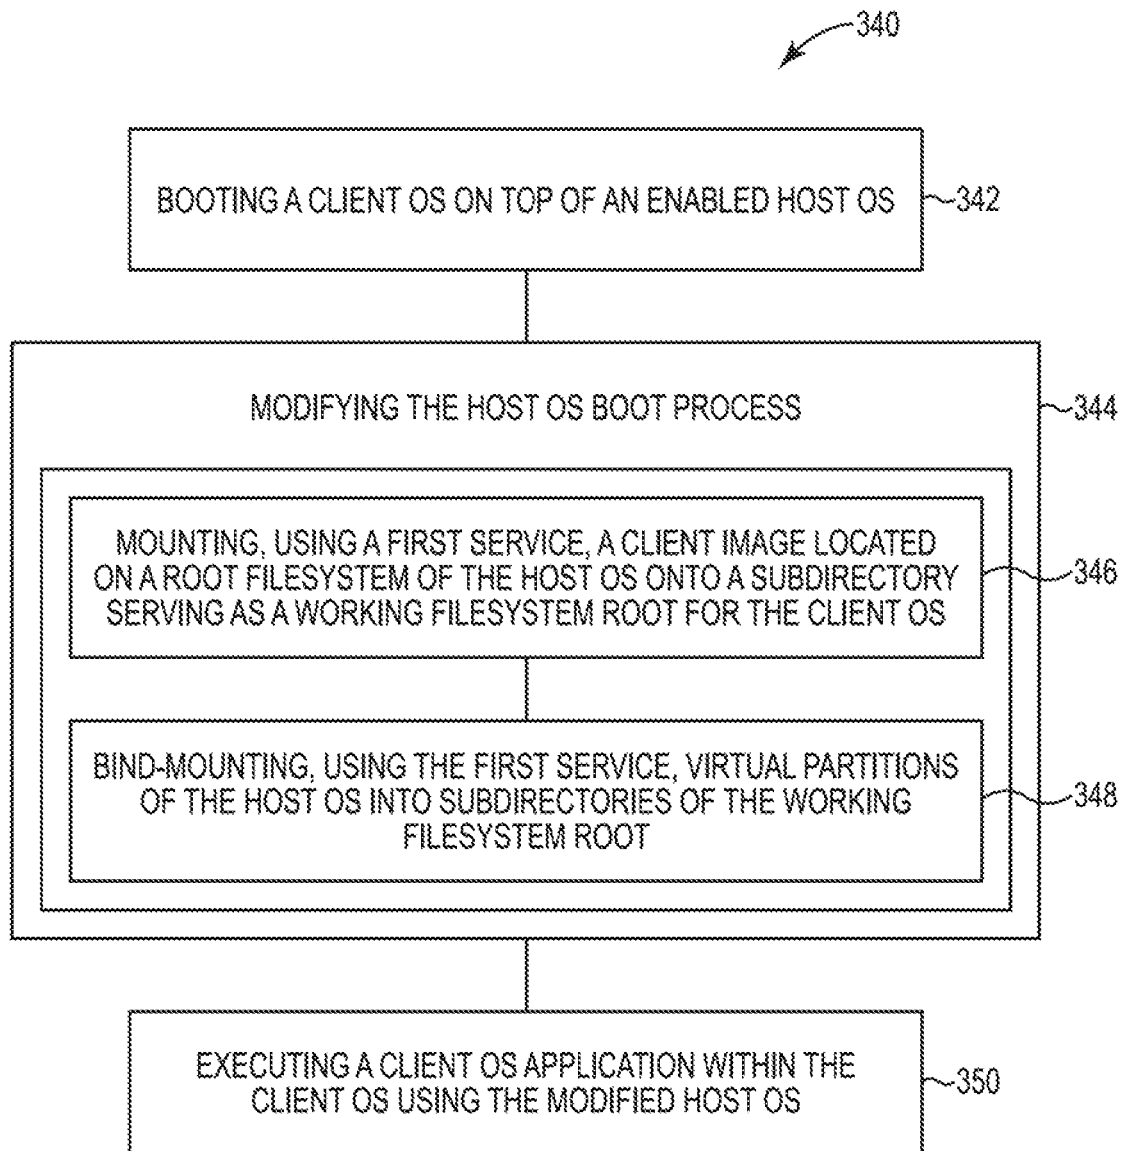 340
BOOTING A CLIENT OS ON TOP OF AN ENABLED HOST OS
342
MODIFYING THE HOST OS BOOT PROCESS
344
MOUNTING, USING A FIRST SERVICE, A CLIENT IMAGE LOCATED
ON A ROOT FILESYSTEM OF THE HOST OS ONTO A SUBDIRECTORY
SERVING AS A WORKING FILESYSTEM ROOT FOR THE CLIENT OS
346
BIND-MOUNTING, USING THE FIRST SERVICE, VIRTUAL PARTITIONS
OF THE HOST OS INTO SUBDIRECTORIES OF THE WORKING
FILESYSTEM ROOT
348
EXECUTING A CLIENT OS APPLICATION WITHIN THE
CLIENT OS USING THE MODIFIED HOST OS
350